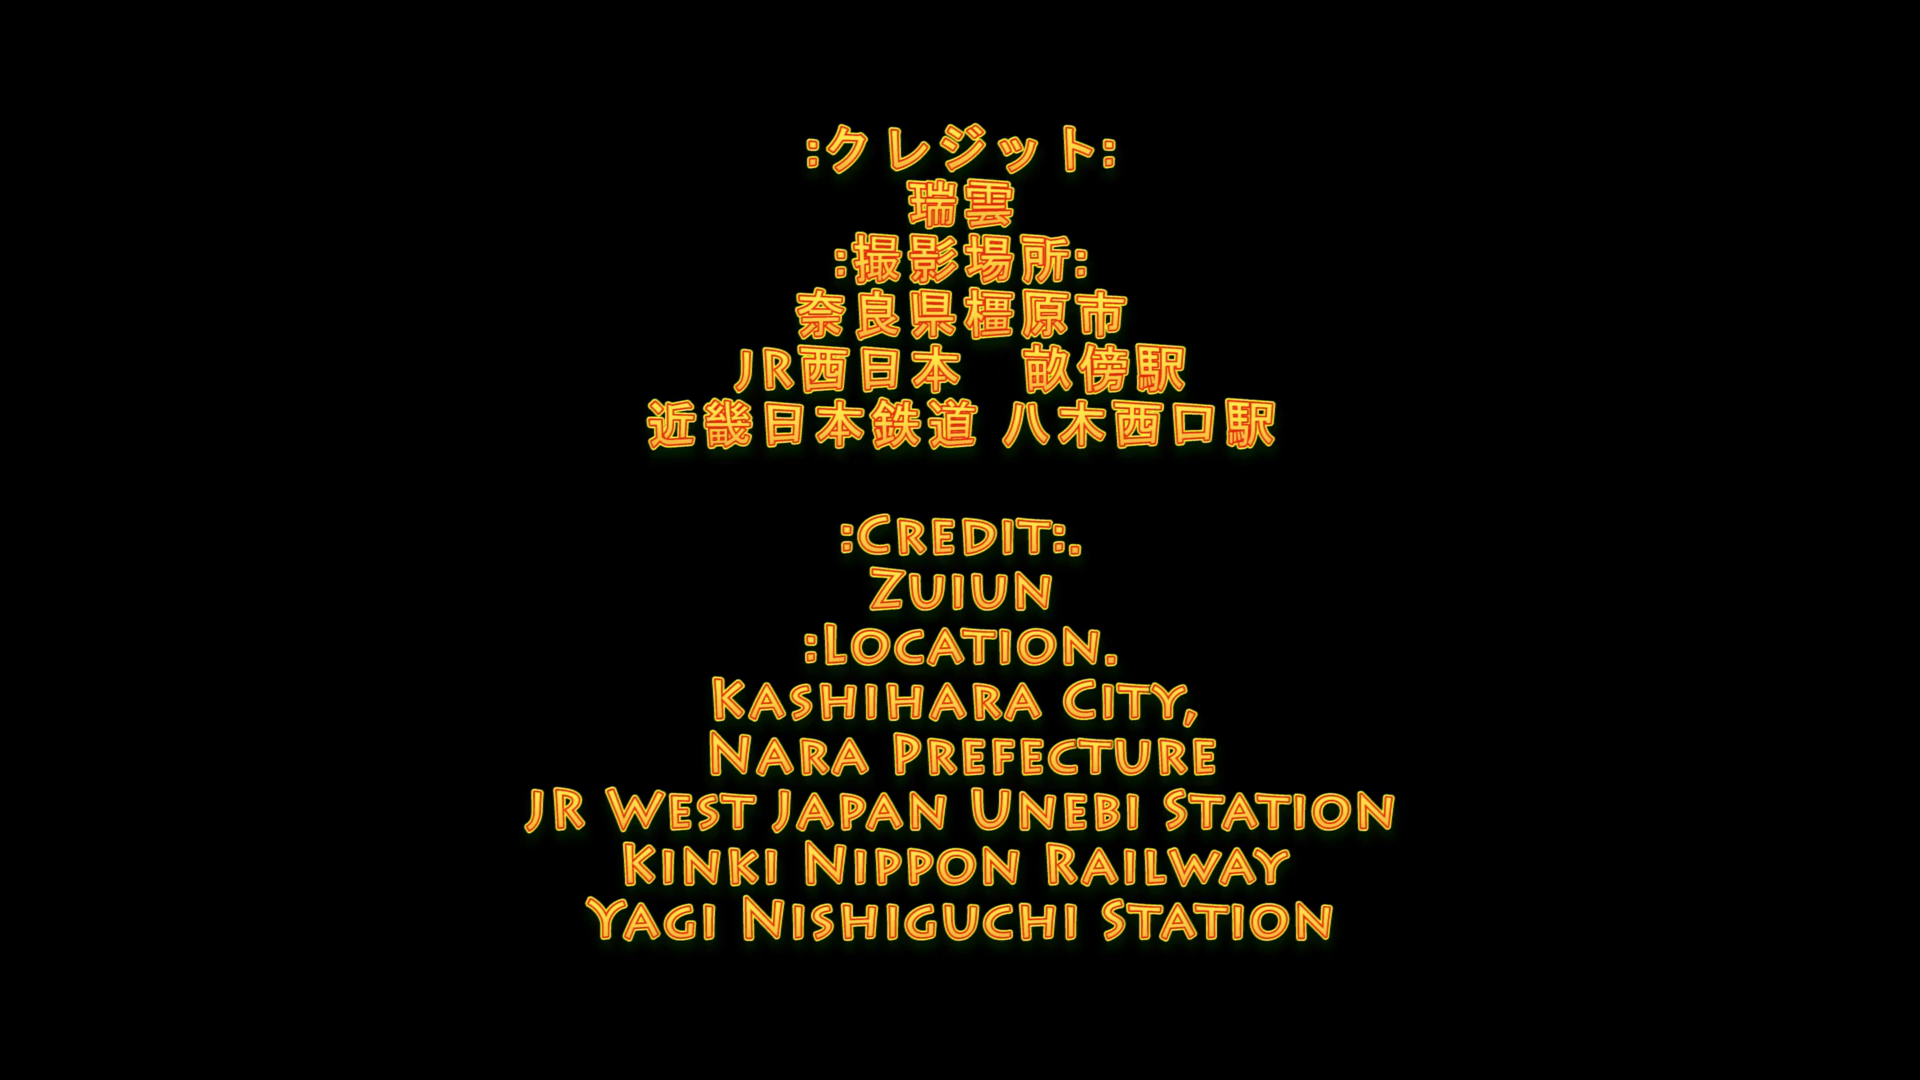 :クレジット:
瑞雲
:撮影場所:
奈良県橿原市
JR西日本　畝傍駅
近畿日本鉄道 八木西口駅
:Credit:.
Zuiun
:Location.
Kashihara City,
Nara Prefecture
JR West Japan Unebi Station
Kinki Nippon Railway
Yagi Nishiguchi Station